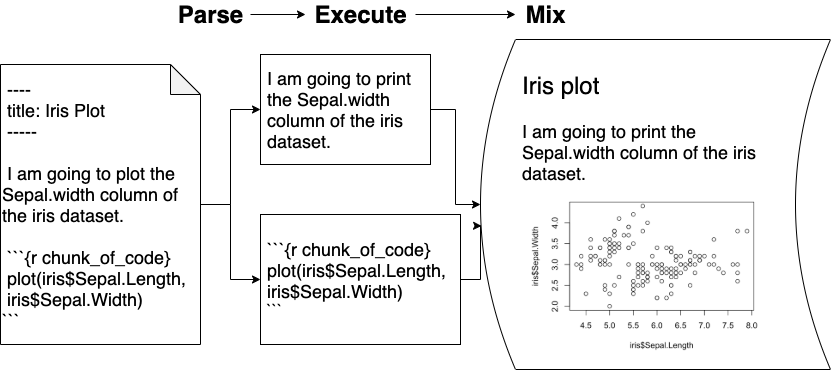 Parse Execute Mix
----
title: Iris Plot
-----
I am going to plot the
Sepal.width column of
the iris dataset.
```{r chunk_of_code}
plot(iris$Sepal.Length,
iris$Sepal.Width)
```
I am going to print
the Sepal.width
column of the iris
dataset.
```{r chunk_of_code}
plot(iris$Sepal.Length,
iris$Sepal.Width)
```
Iris plot
I am going to print the
Sepal.width column of the iris
dataset.
iris$Sepal.Width
4.0
3.5
3.0
2.5
2.0
4.5 5.0 5.5 6.0 6.5 7.0 7.5 8.0
iris$Sepal.Length